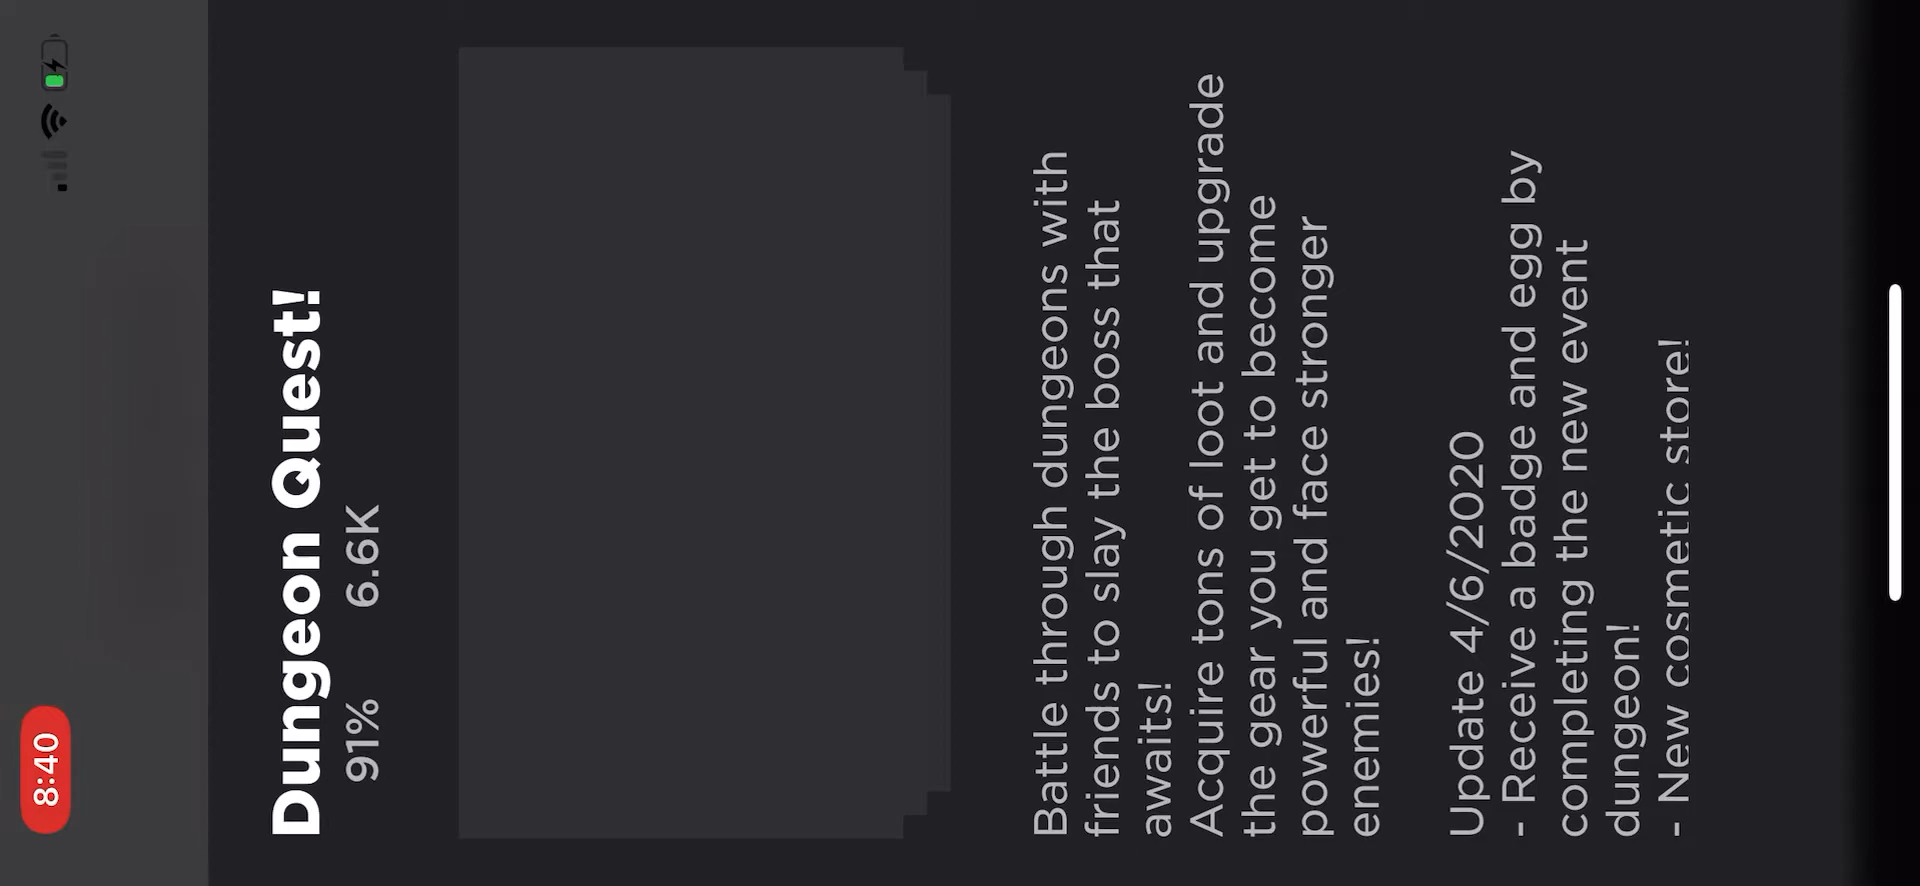 8:40
Dungeon Quest!
91% 6.6K
Battle through dungeons with
friends to slay the boss that
awaits!
Acquire tons of loot and upgrade
the gear you get to become
powerful and face stronger
enemies!
Update 4/6/2020
- Receive a badge and egg by
completing the new event
dungeon!
- New cosmetic store!